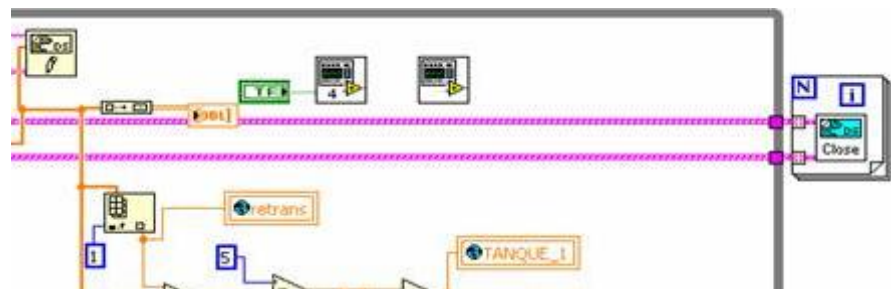 DS
TF
4
DBL]
N
i
DS
Close
retrans
1
5
TANQUE_1